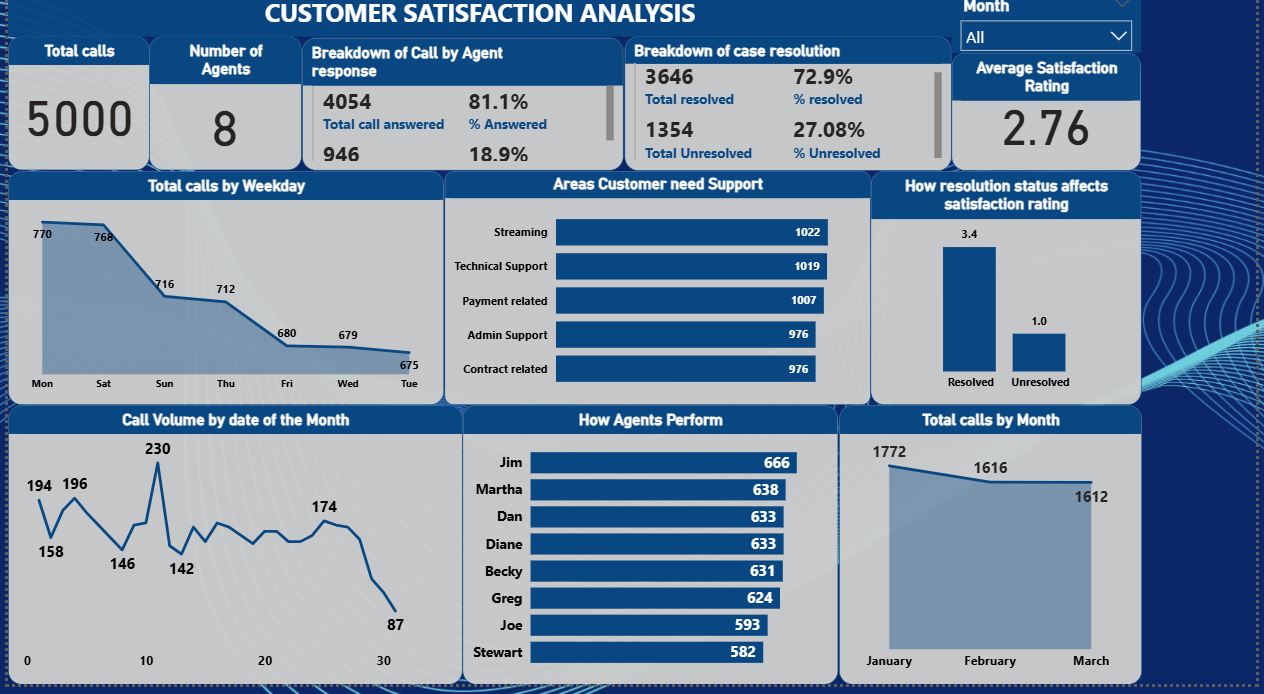 CUSTOMER SATISFACTION ANALYSIS
Month
All
Total calls
5000
Number of
Agents
8
Breakdown of Call by Agent
response
4054
81.1%
Total call answered
% Answered
946
18.9%
Breakdown of case resolution
3646
72.9%
Total resolved
% resolved
1354
27.08%
Total Unresolved
% Unresolved
Average Satisfaction
Rating
2.76
Total calls by Weekday
770
768
716
712
680
679
675
Mon
Sat
Sun
Thu
Fri
Wed
Tue
Areas Customer need Support
Streaming
1022
Technical Support
1019
Payment related
1007
Admin Support
976
Contract related
976
How resolution status affects
satisfaction rating
3.4
1.0
Resolved
Unresolved
Call Volume by date of the Month
230
194
196
174
158
146
142
87
0
10
20
30
How Agents Perform
Jim
666
Martha
638
Dan
633
Diane
633
Becky
631
Greg
624
Joe
593
Stewart
582
Total calls by Month
1772
1616
1612
January
February
March